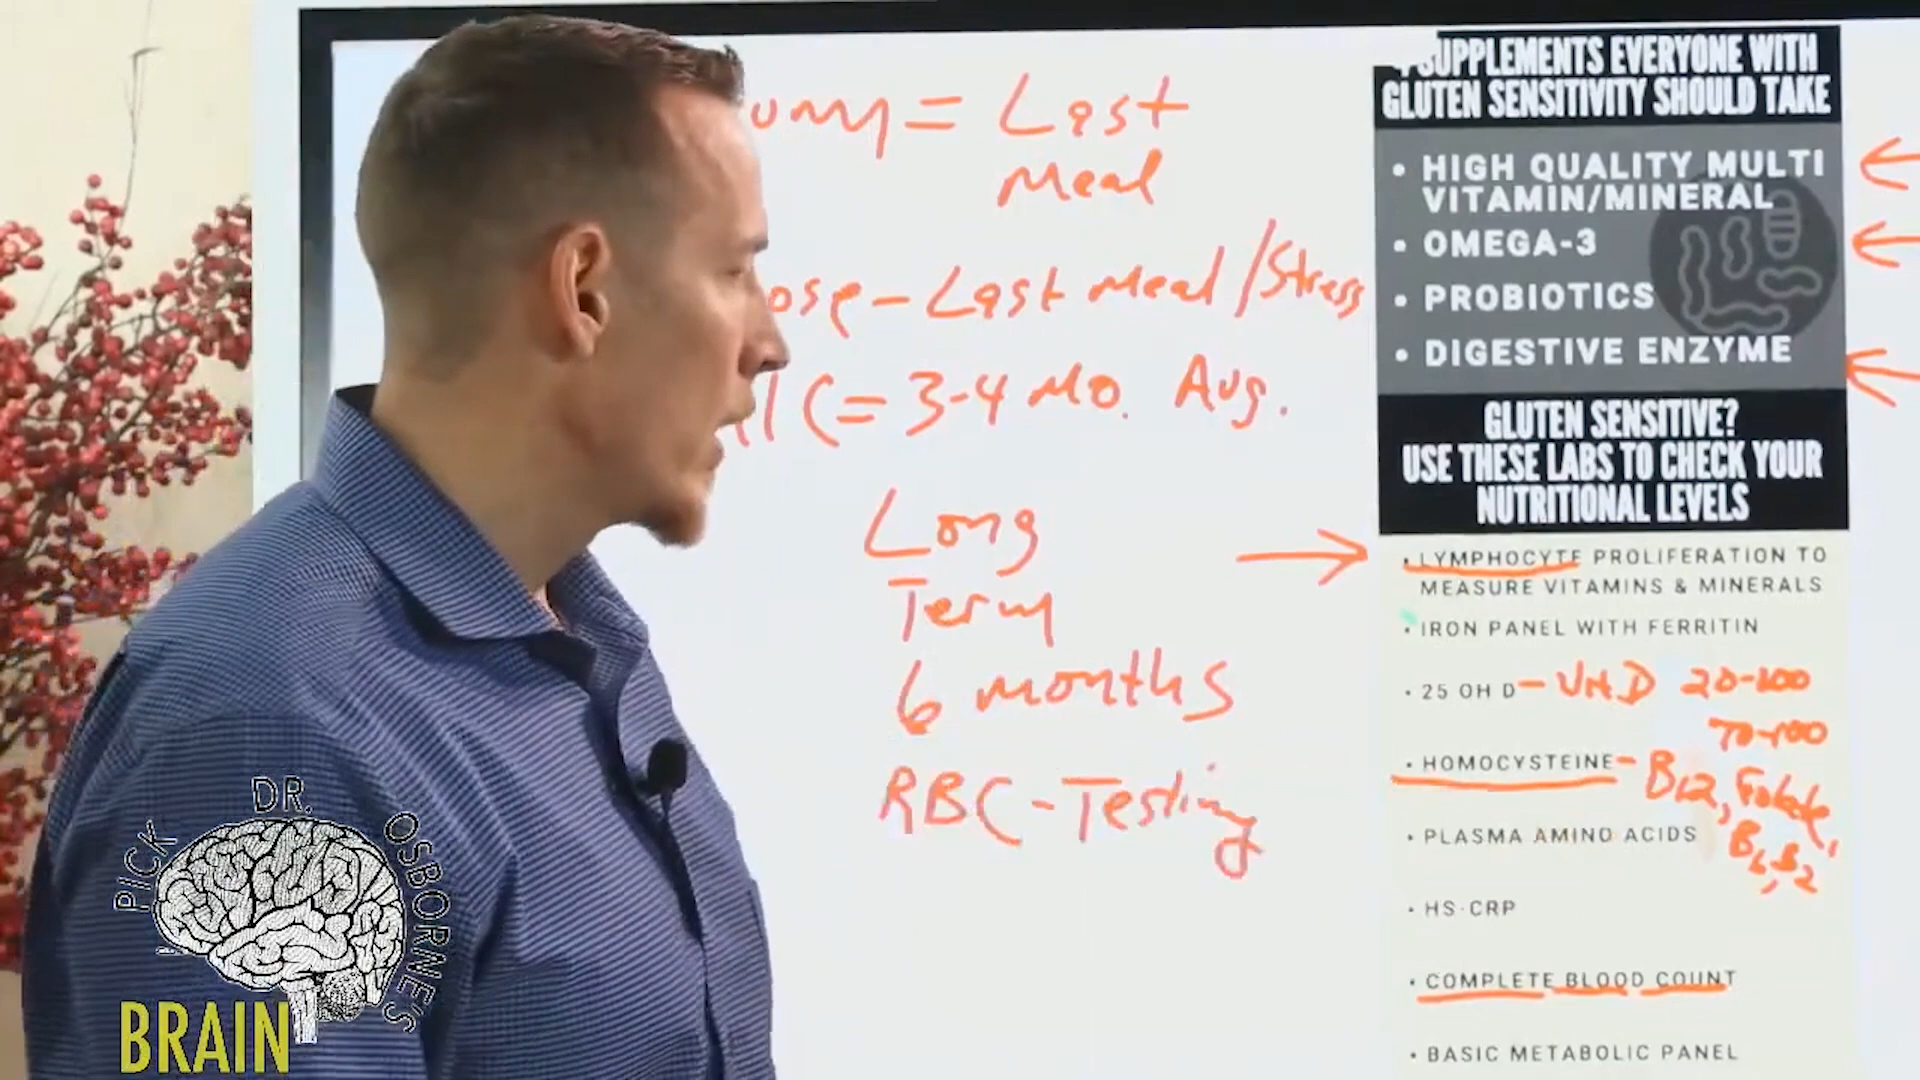 = Last
Meal
ose - Last Meal / Stress
A1C = 3-4 Mo. Avg.
Long
Term
6 months
RBC - Testing
SUPPLEMENTS EVERYONE WITH
GLUTEN SENSITIVITY SHOULD TAKE
• HIGH QUALITY MULTI
VITAMIN/MINERAL
• OMEGA-3
• PROBIOTICS
• DIGESTIVE ENZYME
GLUTEN SENSITIVE?
USE THESE LABS TO CHECK YOUR
NUTRITIONAL LEVELS
• LYMPHOCYTE PROLIFERATION TO
MEASURE VITAMINS & MINERALS
• IRON PANEL WITH FERRITIN
• 25 OH D - Vit. D 20-100
70-100
• HOMOCYSTEINE - B12, Folate,
• PLASMA AMINO ACIDS B6, B2
• HS-CRP
• COMPLETE BLOOD COUNT
• BASIC METABOLIC PANEL
PICK DR. OSBORNE'S
BRAIN